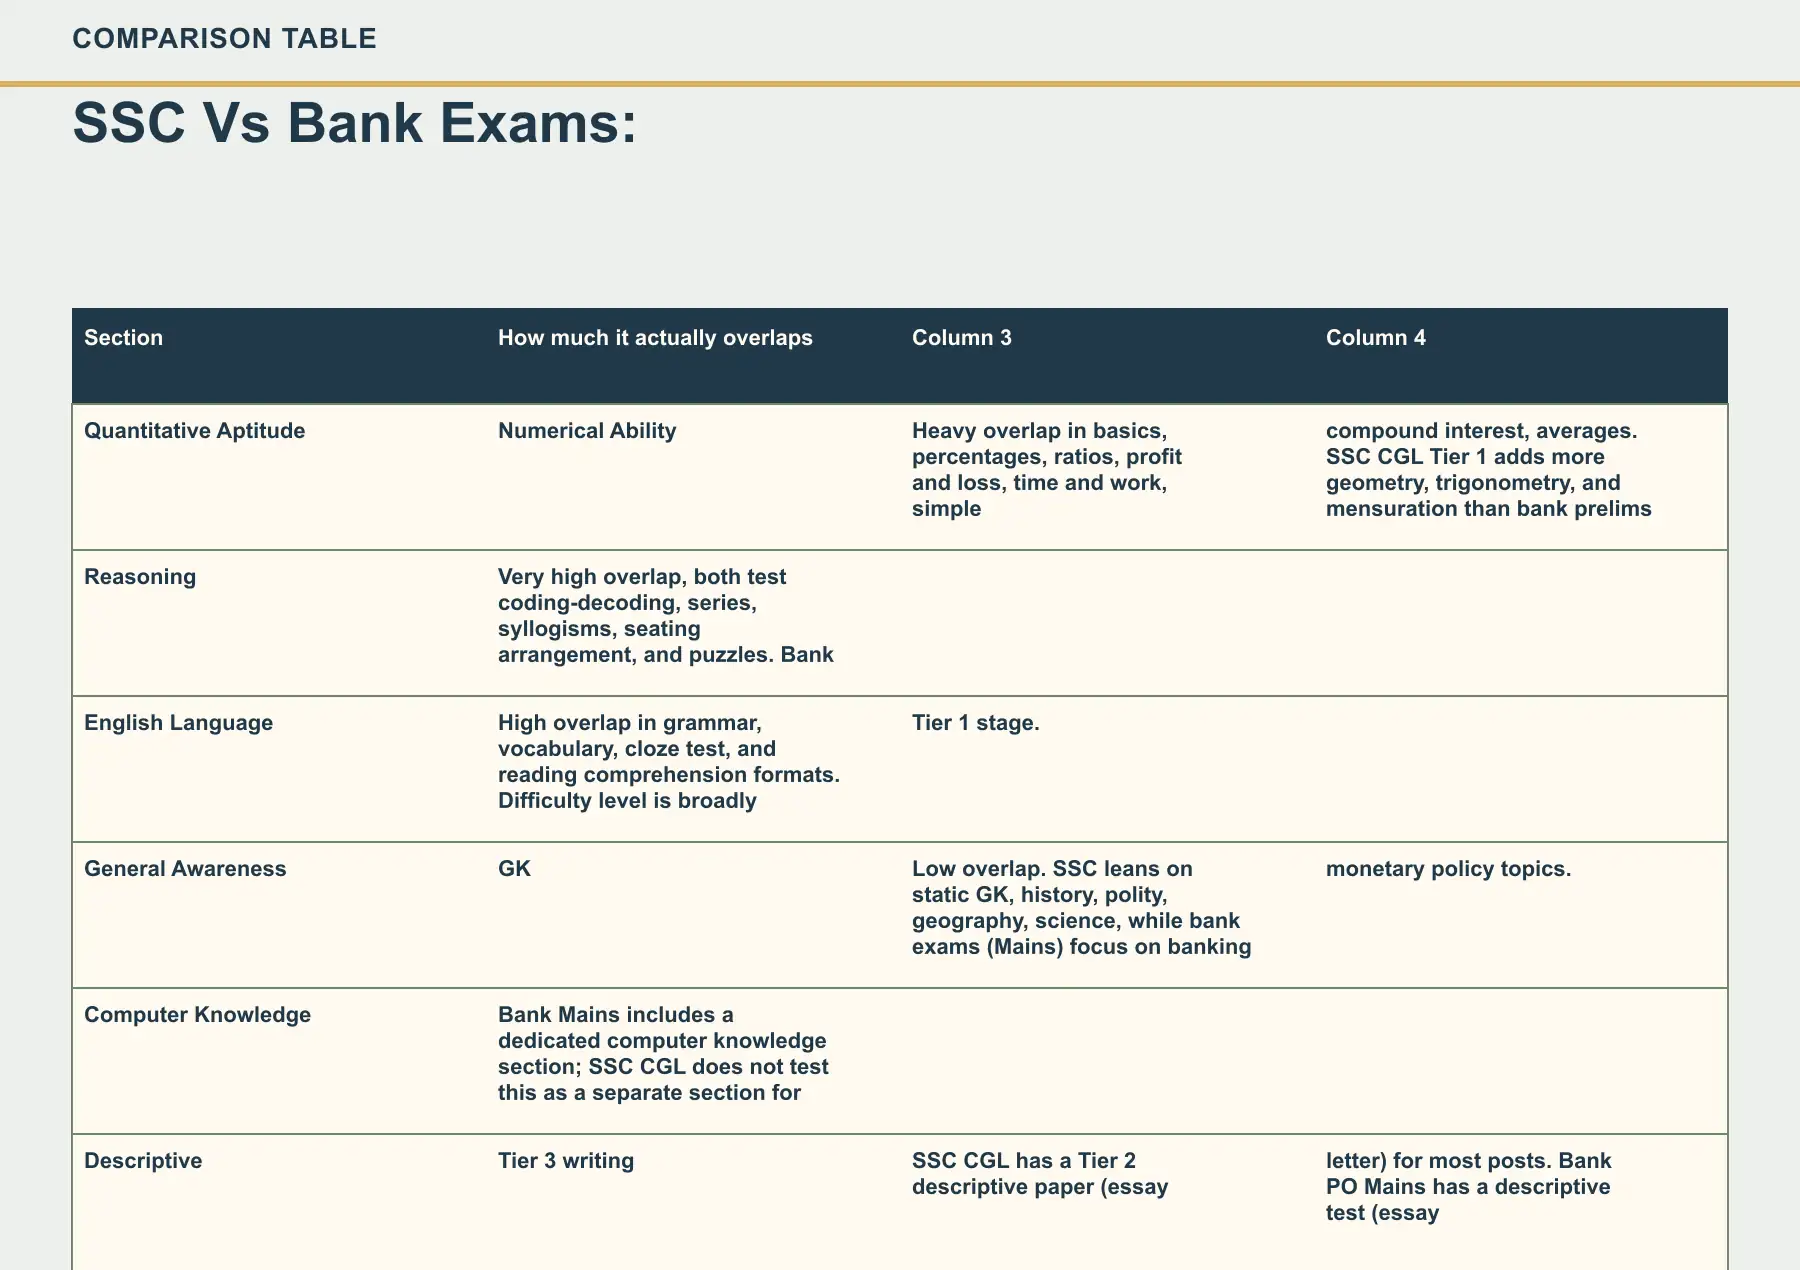 COMPARISON TABLE
SSC Vs Bank Exams:
Section
How much it actually overlaps
Column 3
Column 4
Quantitative Aptitude
Numerical Ability
Heavy overlap in basics,
percentages, ratios, profit
and loss, time and work,
simple
compound interest, averages.
SSC CGL Tier 1 adds more
geometry, trigonometry, and
mensuration than bank prelims
Reasoning
Very high overlap, both test
coding-decoding, series,
syllogisms, seating
arrangement, and puzzles. Bank
English Language
High overlap in grammar,
vocabulary, cloze test, and
reading comprehension formats.
Difficulty level is broadly
Tier 1 stage.
General Awareness
GK
Low overlap. SSC leans on
static GK, history, polity,
geography, science, while bank
exams (Mains) focus on banking
monetary policy topics.
Computer Knowledge
Bank Mains includes a
dedicated computer knowledge
section; SSC CGL does not test
this as a separate section for
Descriptive
Tier 3 writing
SSC CGL has a Tier 2
descriptive paper (essay
letter) for most posts. Bank
PO Mains has a descriptive
test (essay